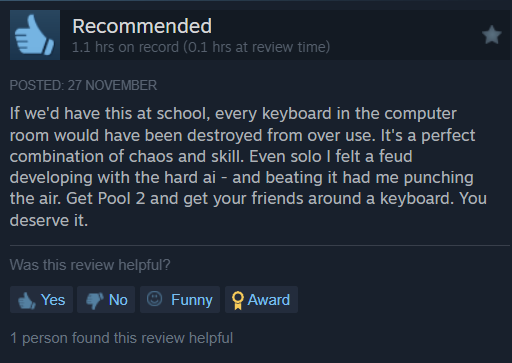 Recommended
1.1 hrs on record (0.1 hrs at review time)
POSTED: 27 NOVEMBER
If we'd have this at school, every keyboard in the computer
room would have been destroyed from over use. It's a perfect
combination of chaos and skill. Even solo I felt a feud
developing with the hard ai - and beating it had me punching
the air. Get Pool 2 and get your friends around a keyboard. You
deserve it.
Was this review helpful?
Yes No Funny Award
1 person found this review helpful